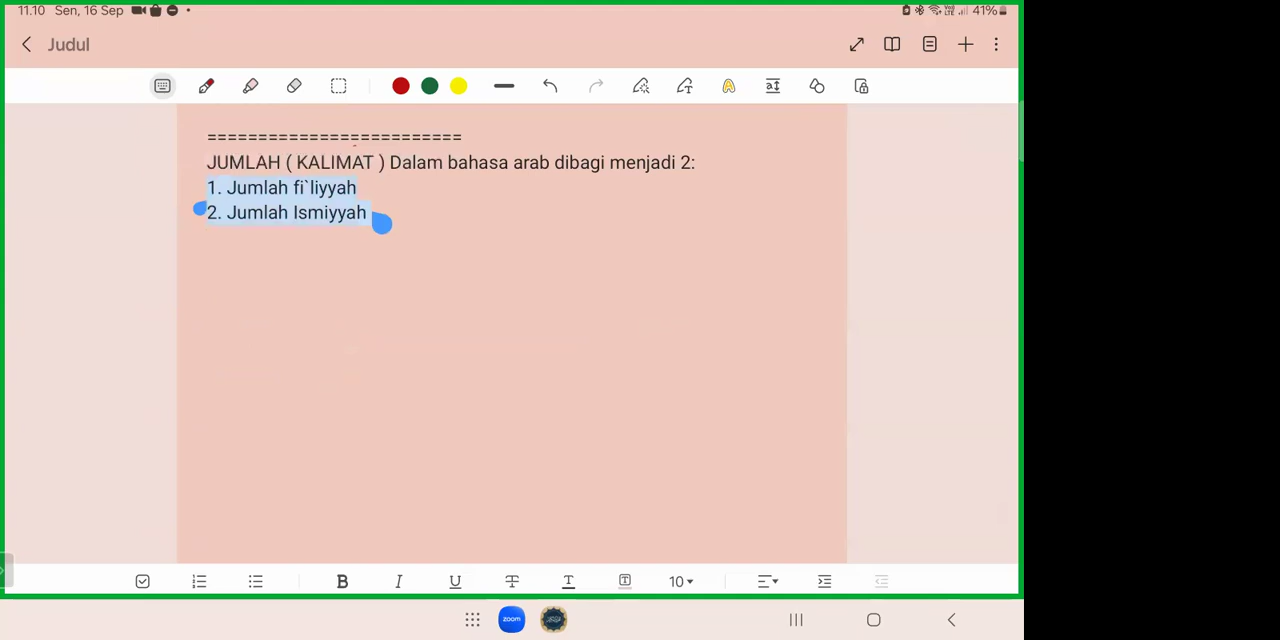 11.10 Sen, 16 Sep
41%
Judul
=========================
JUMLAH ( KALIMAT ) Dalam bahasa arab dibagi menjadi 2:
1. Jumlah fi`liyyah
2. Jumlah Ismiyyah
B I U T T T 10
zoom